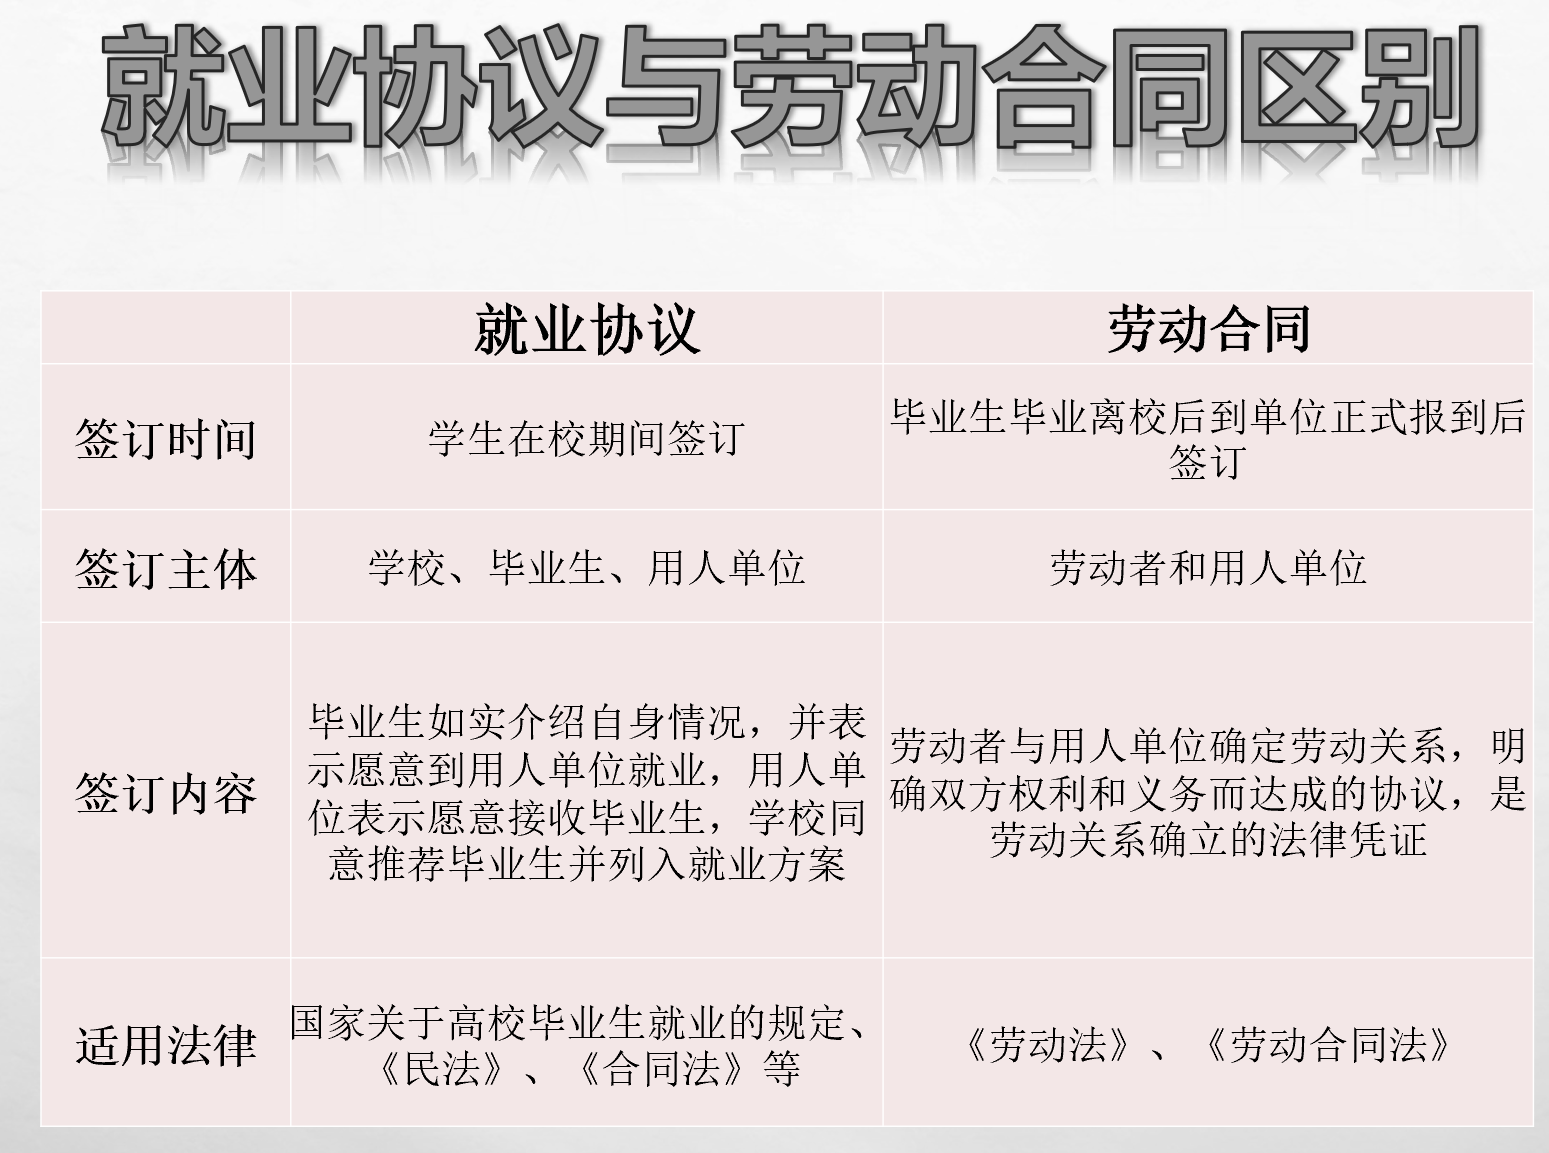 就业协议与劳动合同区别
就业协议
劳动合同
签订时间
学生在校期间签订
毕业生毕业离校后到单位正式报到后
签订
签订主体
学校、毕业生、用人单位
劳动者和用人单位
签订内容
毕业生如实介绍自身情况，并表
示愿意到用人单位就业，用人单
位表示愿意接收毕业生，学校同
意推荐毕业生并列入就业方案
劳动者与用人单位确定劳动关系，明
确双方权利和义务而达成的协议，是
劳动关系确立的法律凭证
适用法律
国家关于高校毕业生就业的规定、
《民法》、《合同法》等
《劳动法》、《劳动合同法》